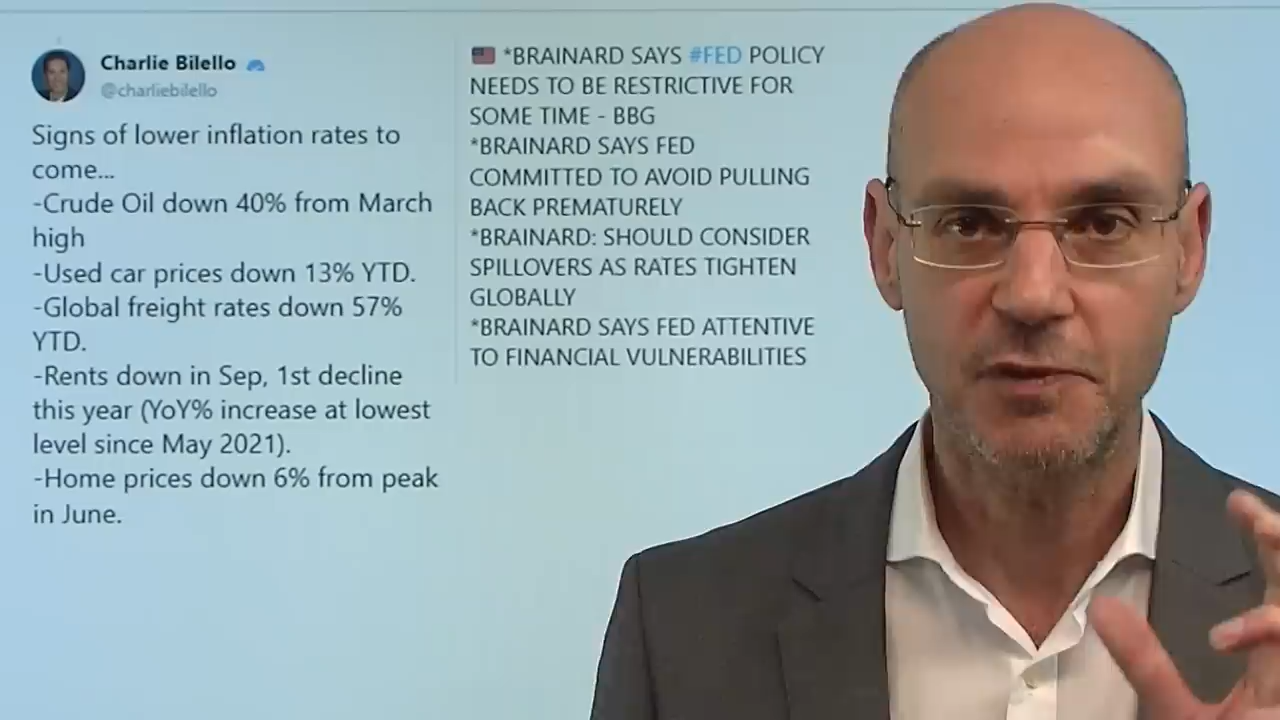 Charlie Bilello
@charliebilello
Signs of lower inflation rates to
come...
-Crude Oil down 40% from March
high
-Used car prices down 13% YTD.
-Global freight rates down 57%
YTD.
-Rents down in Sep, 1st decline
this year (YoY% increase at lowest
level since May 2021).
-Home prices down 6% from peak
in June.
*BRAINARD SAYS #FED POLICY
NEEDS TO BE RESTRICTIVE FOR
SOME TIME - BBG
*BRAINARD SAYS FED
COMMITTED TO AVOID PULLING
BACK PREMATURELY
*BRAINARD: SHOULD CONSIDER
SPILLOVERS AS RATES TIGHTEN
GLOBALLY
*BRAINARD SAYS FED ATTENTIVE
TO FINANCIAL VULNERABILITIES